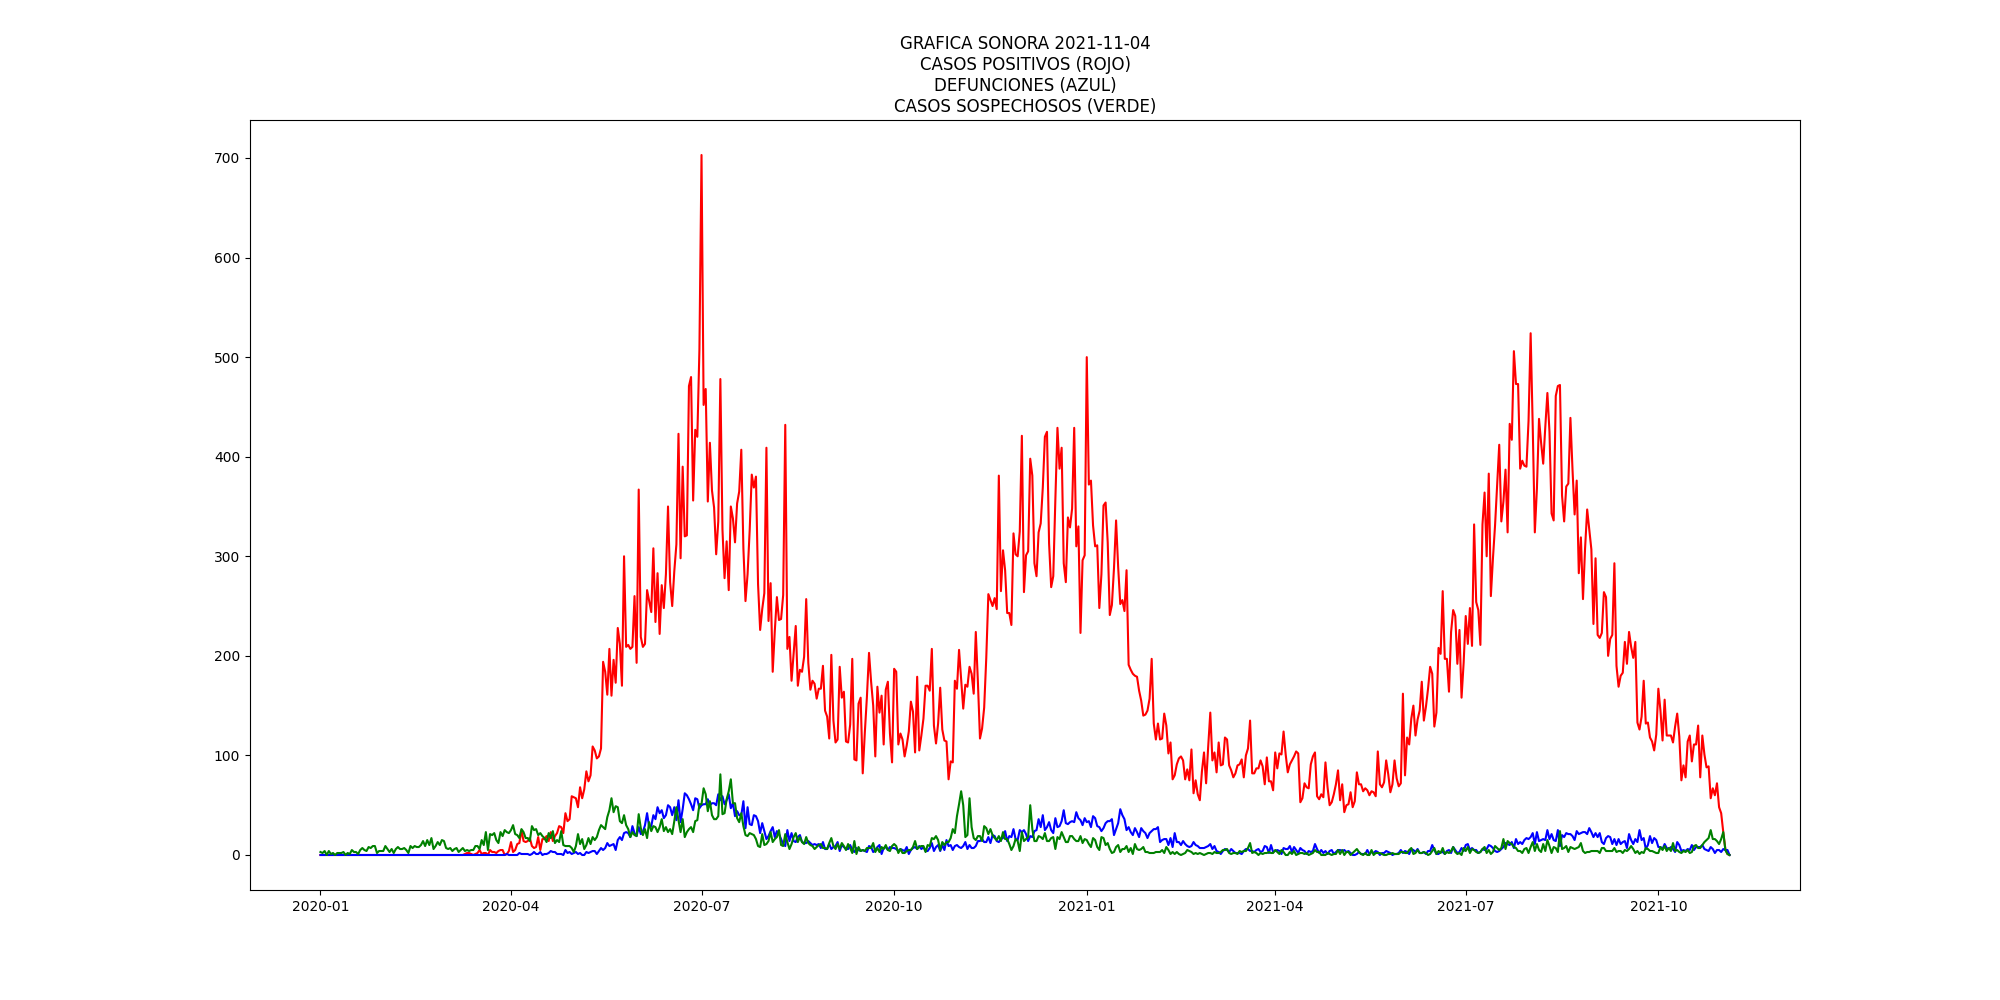 GRAFICA SONORA 2021-11-04
CASOS POSITIVOS (ROJO)
DEFUNCIONES (AZUL)
CASOS SOSPECHOSOS (VERDE)
700
600
500
400
300
200
100
0
2020-01 2020-04 2020-07 2020-10 2021-01 2021-04 2021-07 2021-10